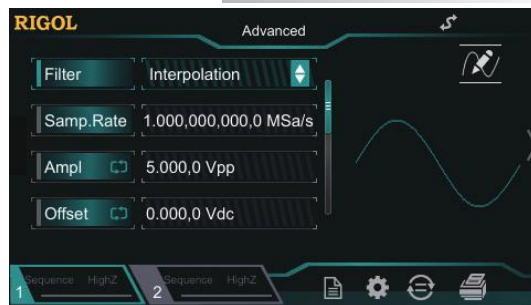 RIGOL
Advanced
Filter Interpolation
Samp.Rate 1.000,000,000,0 MSa/s
Ampl 5.000,0 Vpp
Offset 0.000,0 Vdc
1 Sequence HighZ
2 Sequence HighZ